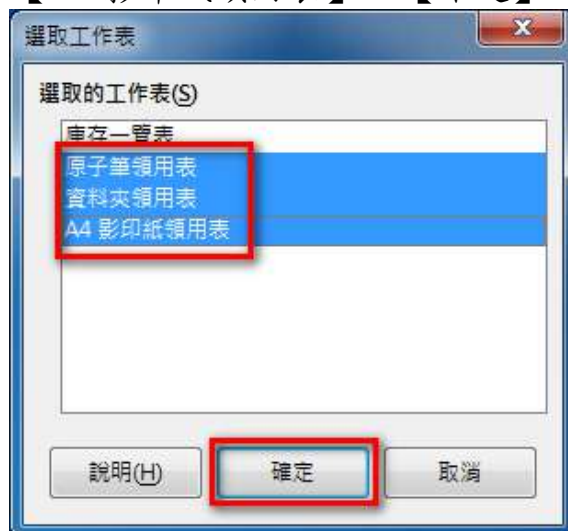 選取工作表
選取的工作表(S)
庫存一覽表
原子筆領用表
資料夾領用表
A4 影印紙領用表
說明(H)
確定
取消